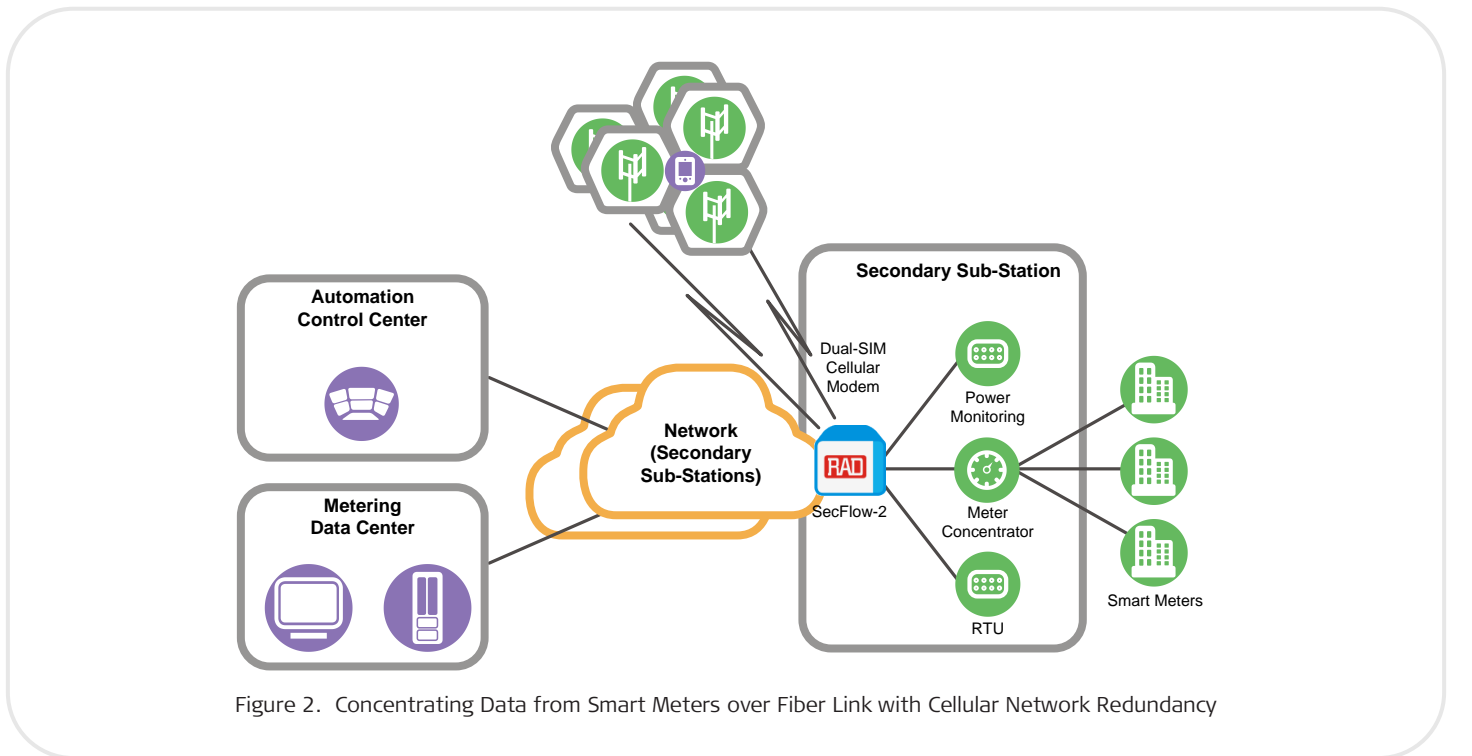 Automation
Control Center
Metering
Data Center
Network
(Secondary
Sub-Stations)
Secondary Sub-Station
Dual-SIM
Cellular
Modem
RAD
SecFlow-2
Power
Monitoring
Meter
Concentrator
RTU
Smart Meters
Figure 2. Concentrating Data from Smart Meters over Fiber Link with Cellular Network Redundancy